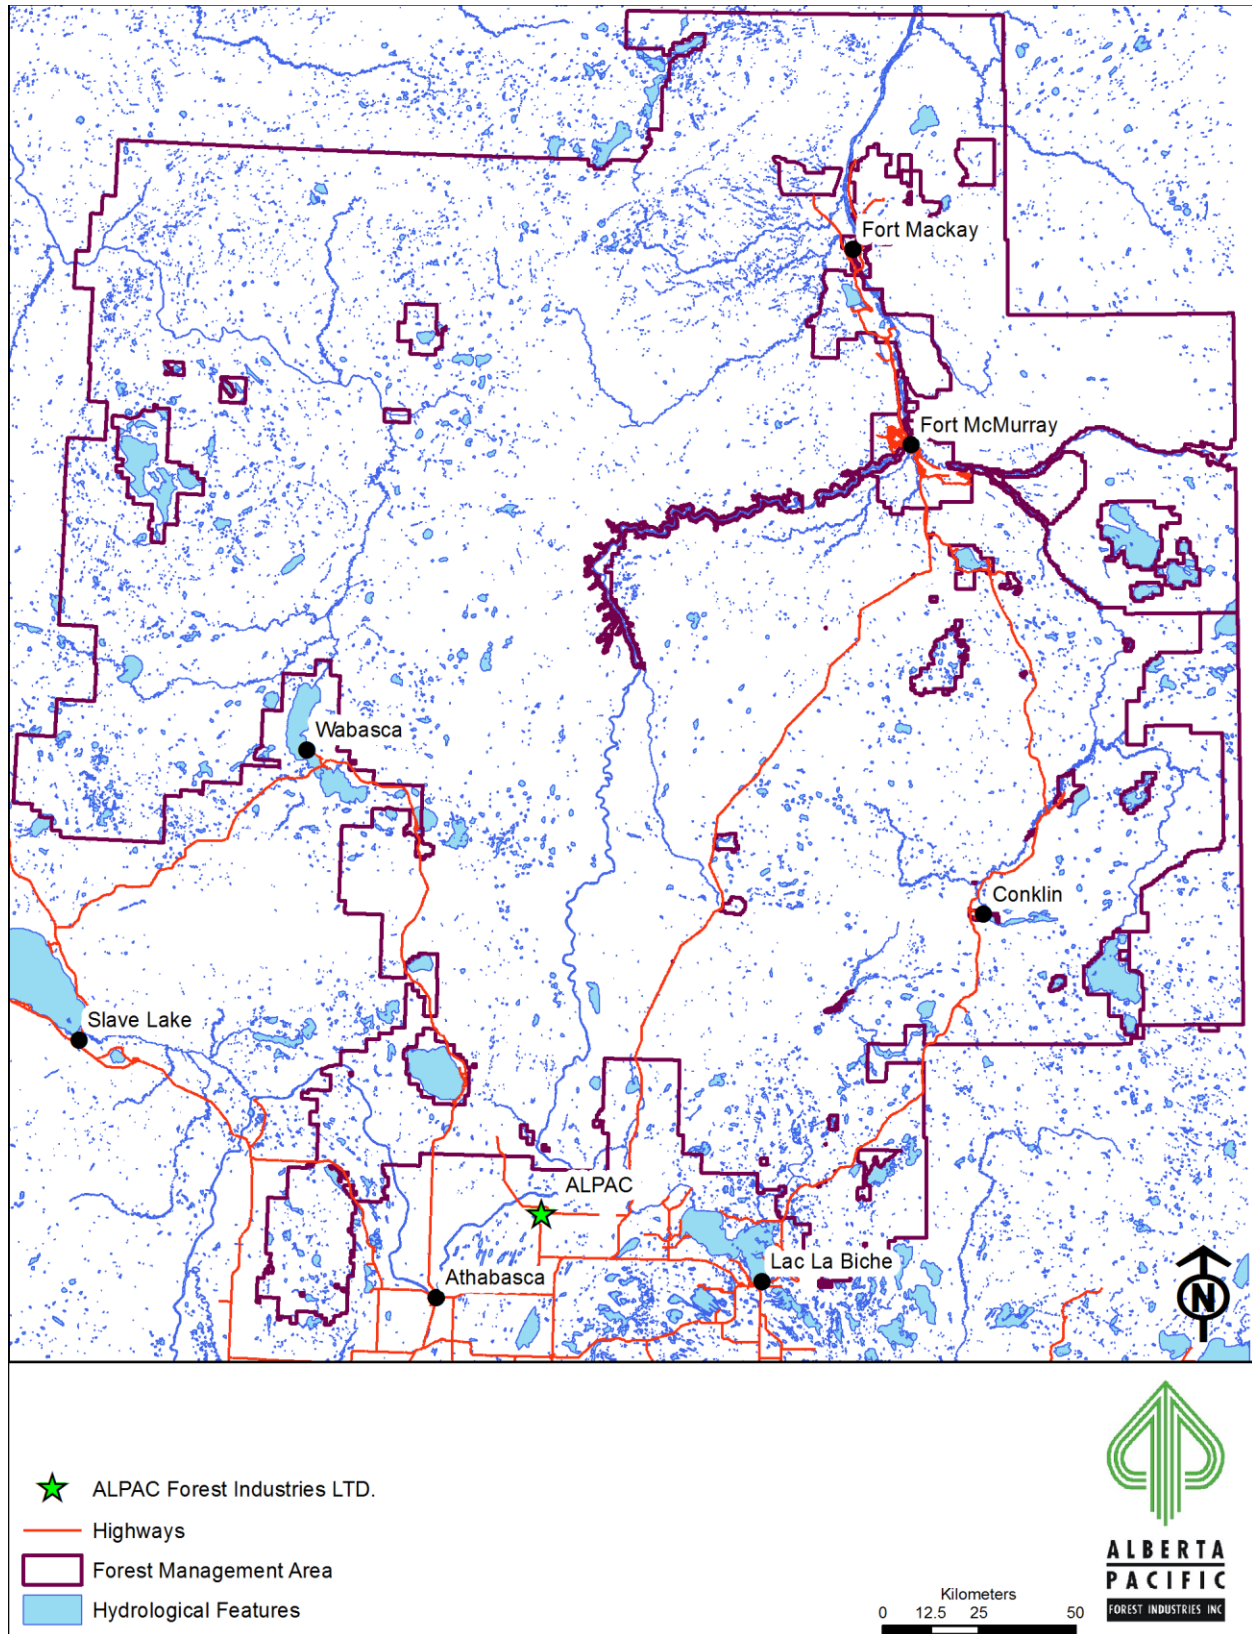 Fort Mackay
Fort McMurray
Wabasca
Conklin
Slave Lake
ALPAC
Lac La Biche
Athabasca
N
ALPAC Forest Industries LTD.
Highways
Forest Management Area
Hydrological Features
Kilometers
0 12.5 25 50
ALBERTA
PACIFIC
FOREST INDUSTRIES INC